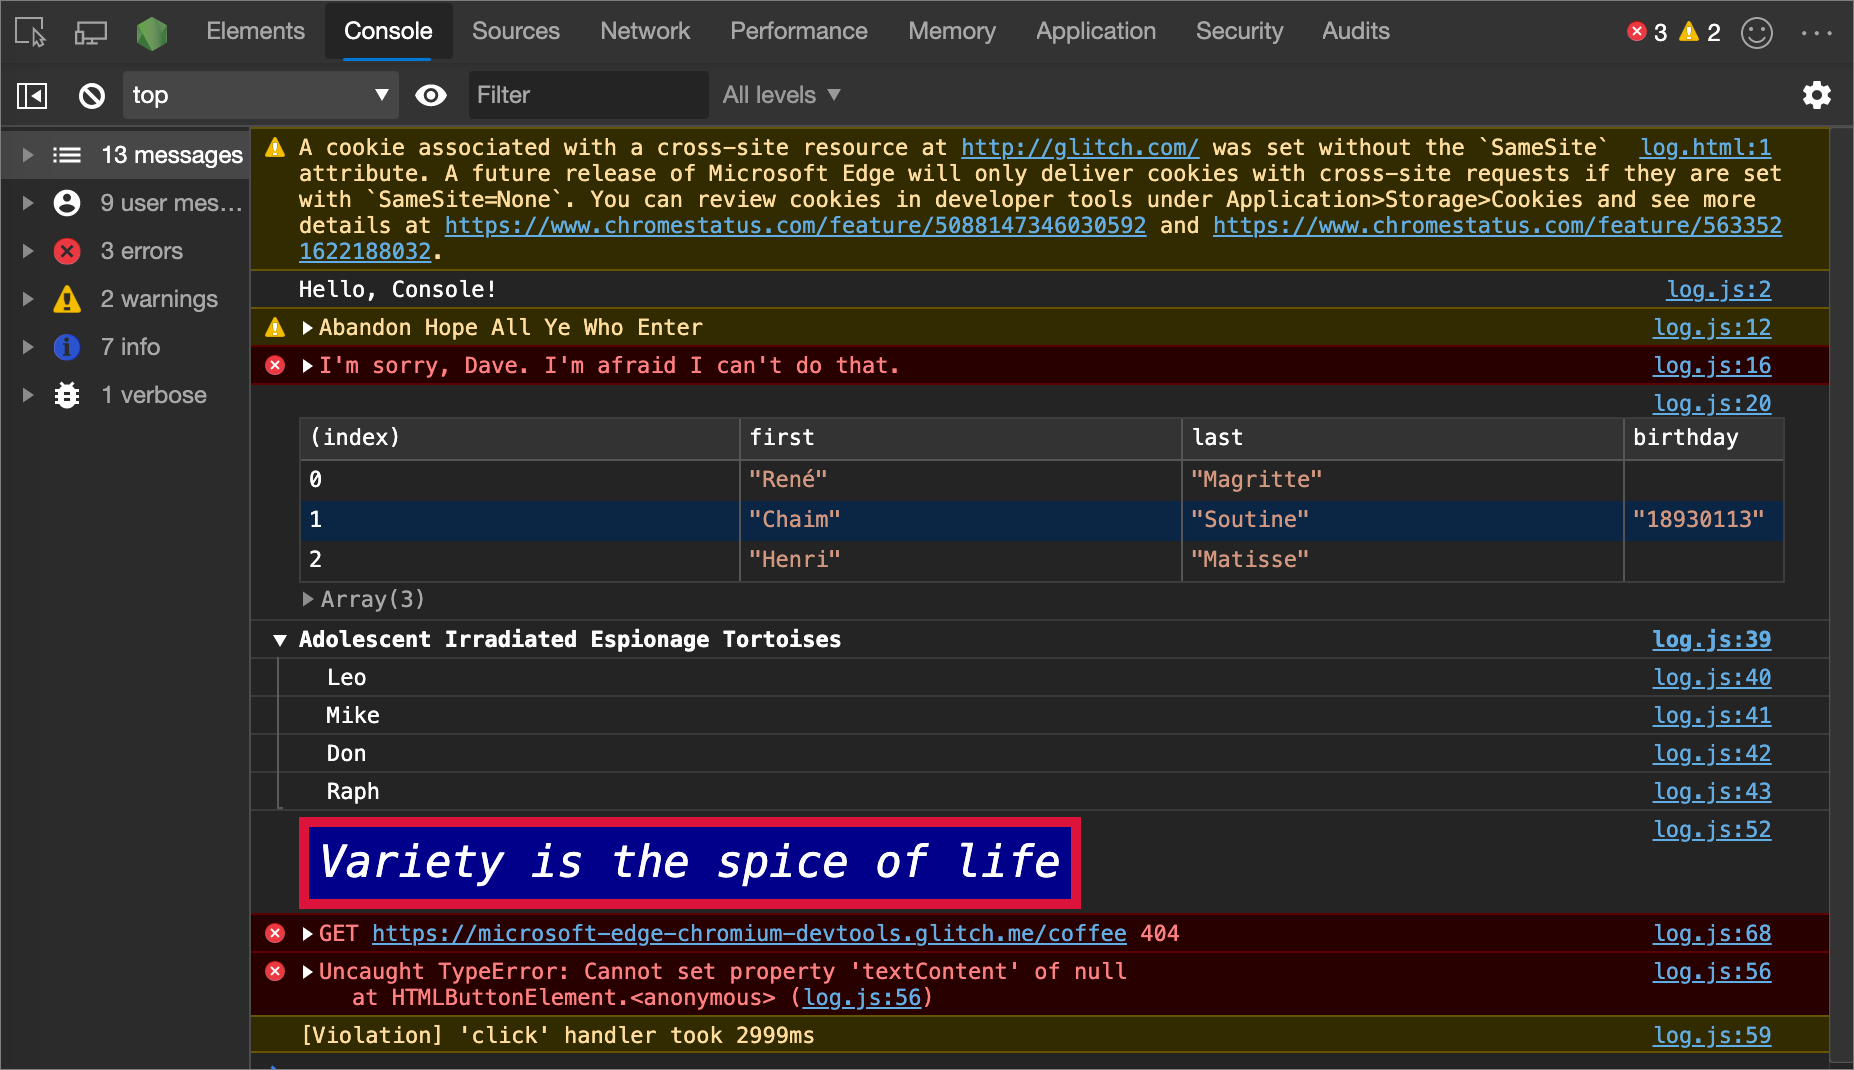 Elements Console Sources Network Performance Memory Application Security Audits 3 2
top Filter All levels
13 messages
9 user mes...
3 errors
2 warnings
7 info
1 verbose
A cookie associated with a cross-site resource at http://glitch.com/ was set without the `SameSite` log.html:1
attribute. A future release of Microsoft Edge will only deliver cookies with cross-site requests if they are set
with `SameSite=None`. You can review cookies in developer tools under Application>Storage>Cookies and see more
details at https://www.chromestatus.com/feature/5088147346030592 and https://www.chromestatus.com/feature/563352
1622188032.
Hello, Console! log.js:2
Abandon Hope All Ye Who Enter log.js:12
I'm sorry, Dave. I'm afraid I can't do that. log.js:16
log.js:20
(index) first last birthday
0 "René" "Magritte"
1 "Chaim" "Soutine" "18930113"
2 "Henri" "Matisse"
Array(3)
Adolescent Irradiated Espionage Tortoises log.js:39
Leo log.js:40
Mike log.js:41
Don log.js:42
Raph log.js:43
Variety is the spice of life log.js:52
GET https://microsoft-edge-chromium-devtools.glitch.me/coffee 404 log.js:68
Uncaught TypeError: Cannot set property 'textContent' of null log.js:56
at HTMLButtonElement.<anonymous> (log.js:56)
[Violation] 'click' handler took 2999ms log.js:59